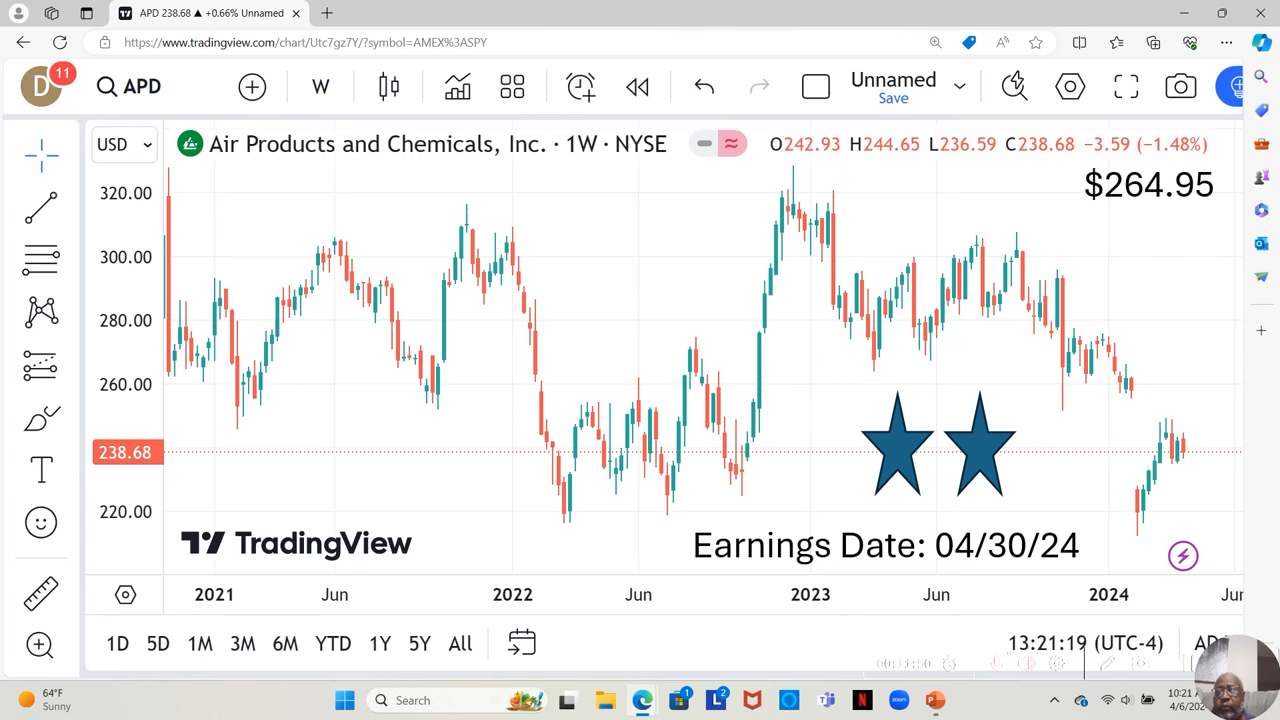 APD 238.68 ▲ +0.66% Unnamed
https://www.tradingview.com/chart/Utc7gz7Y/?symbol=AMEX%3ASPY
D 11 APD W Unnamed
Save
USD Air Products and Chemicals, Inc. · 1W · NYSE O242.93 H244.65 L236.59 C238.68 −3.59 (−1.48%)
$264.95
320.00
300.00
280.00
260.00
238.68
220.00
TradingView
Earnings Date: 04/30/24
2021 Jun 2022 Jun 2023 Jun 2024
1D 5D 1M 3M 6M YTD 1Y 5Y All 13:21:19 (UTC-4)
64°F
Sunny
Search
1
2
10:21